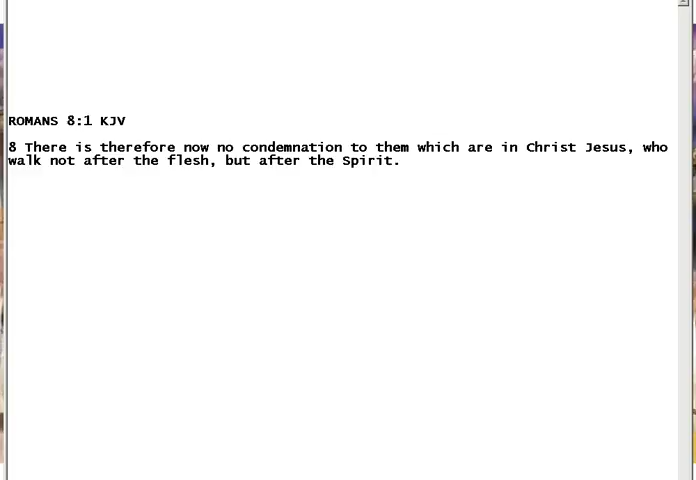 ROMANS 8:1 KJV
8 There is therefore now no condemnation to them which are in Christ Jesus, who
walk not after the flesh, but after the Spirit.